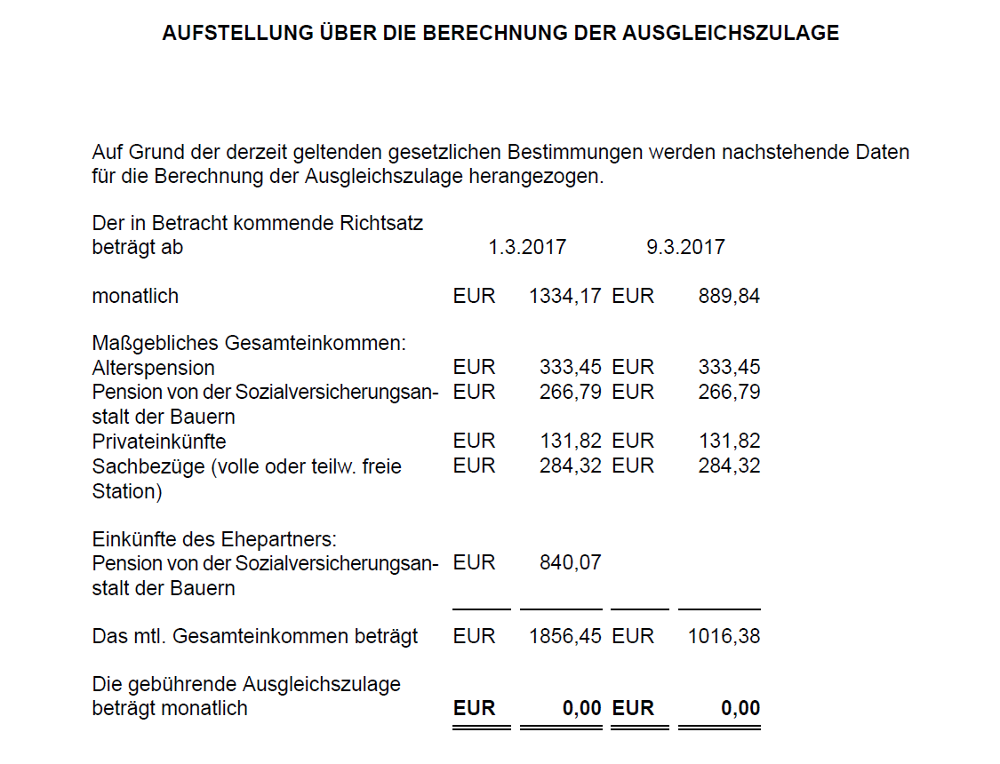 AUFSTELLUNG ÜBER DIE BERECHNUNG DER AUSGLEICHSZULAGE
Auf Grund der derzeit geltenden gesetzlichen Bestimmungen werden nachstehende Daten
für die Berechnung der Ausgleichszulage herangezogen.
Der in Betracht kommende Richtsatz
beträgt ab 1.3.2017 9.3.2017
monatlich EUR 1334,17 EUR 889,84
Maßgebliches Gesamteinkommen:
Alterspension EUR 333,45 EUR 333,45
Pension von der Sozialversicherungsan- EUR 266,79 EUR 266,79
stalt der Bauern
Privateinkünfte EUR 131,82 EUR 131,82
Sachbezüge (volle oder teilw. freie EUR 284,32 EUR 284,32
Station)
Einkünfte des Ehepartners:
Pension von der Sozialversicherungsan- EUR 840,07
stalt der Bauern
Das mtl. Gesamteinkommen beträgt EUR 1856,45 EUR 1016,38
Die gebührende Ausgleichszulage
beträgt monatlich EUR 0,00 EUR 0,00